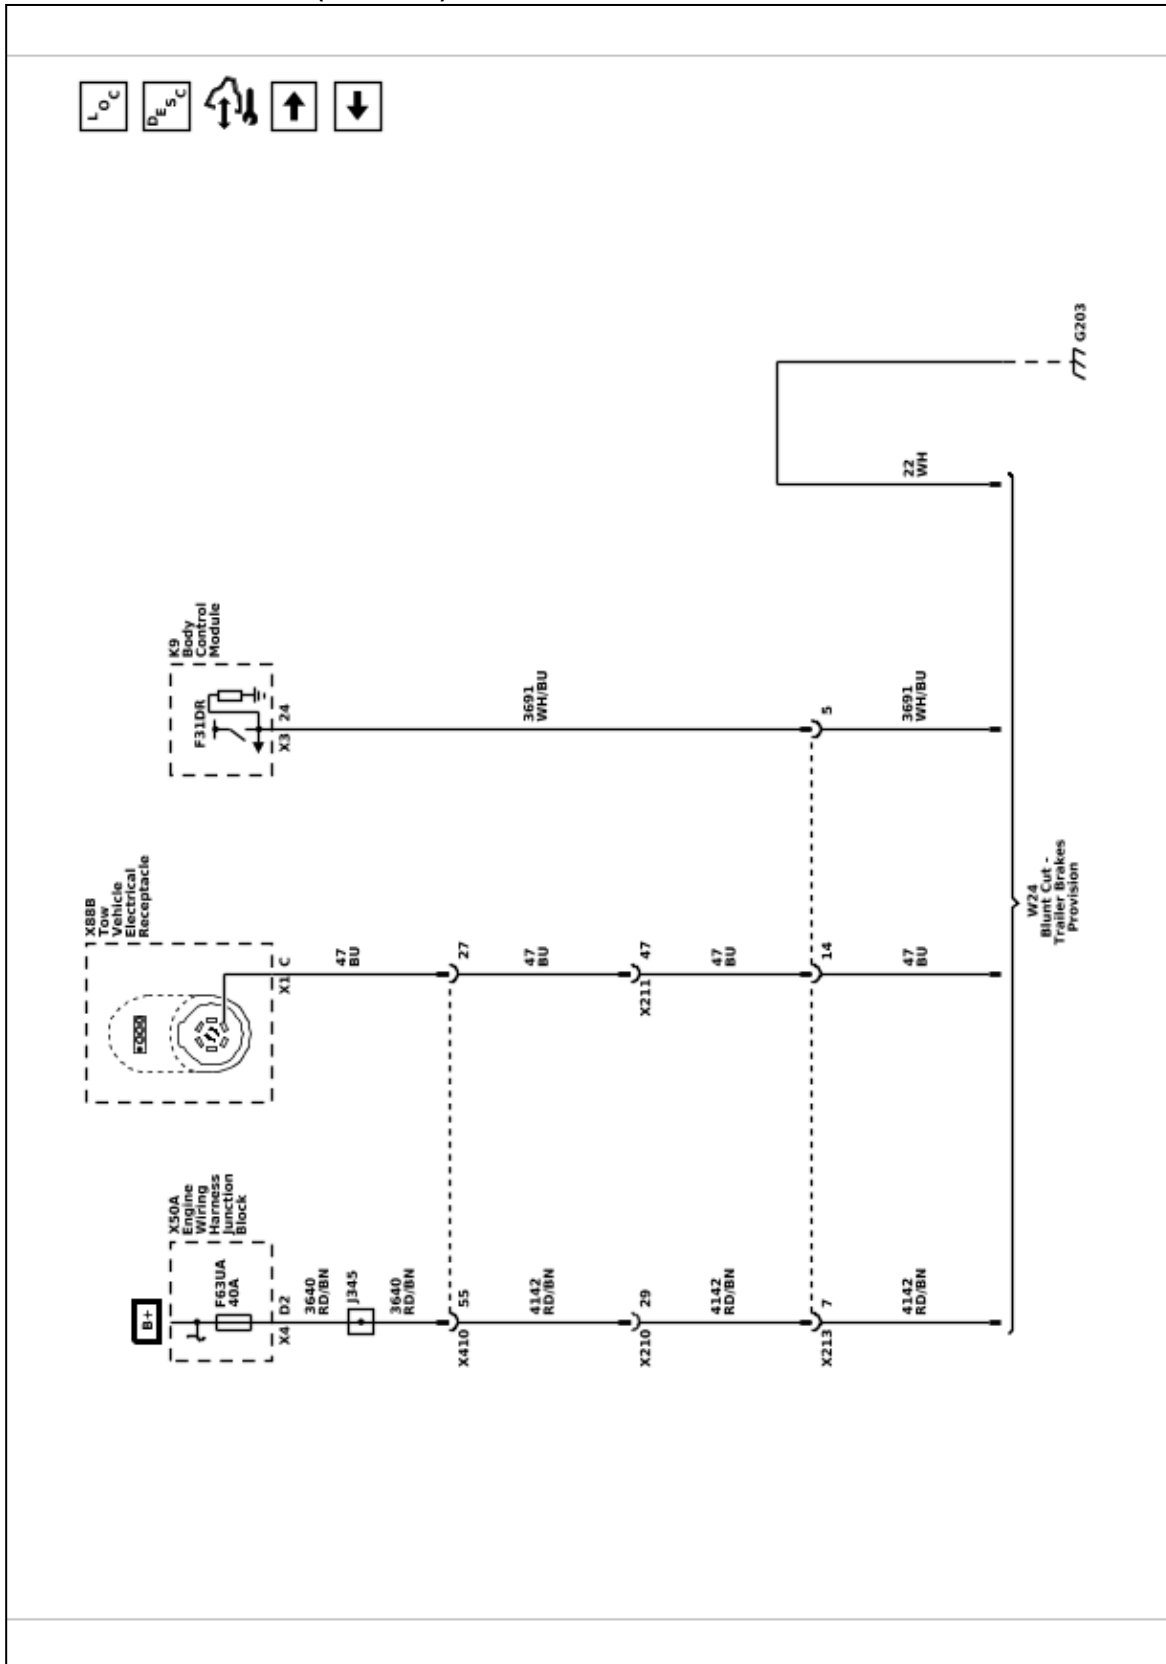 LOC
DESC
B+
X50A
Engine
Wiring
Harness
Junction
Block
F63UA
40A
X4 D2
3640
RD/BN
J345
3640
RD/BN
X410 55
4142
RD/BN
X210 29
4142
RD/BN
X213 7
4142
RD/BN
X88B
Tow
Vehicle
Electrical
Receptacle
X1 C
47
BU
27
47
BU
X211 47
47
BU
14
47
BU
K9
Body
Control
Module
F31DR
X3 24
3691
WH/BU
5
3691
WH/BU
22
WH
G203
W24
Blunt Cut -
Trailer Brakes
Provision